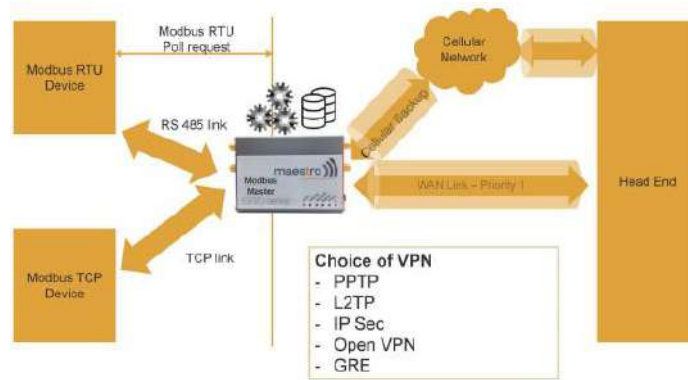 Modbus RTU
Poll request
Modbus RTU
Device
Cellular
Network
RS 485 link
Cellular Backup
maestro
Modbus
Master
WAN Link – Priority 1
Head End
TCP link
Modbus TCP
Device
Choice of VPN
- PPTP
- L2TP
- IP Sec
- Open VPN
- GRE